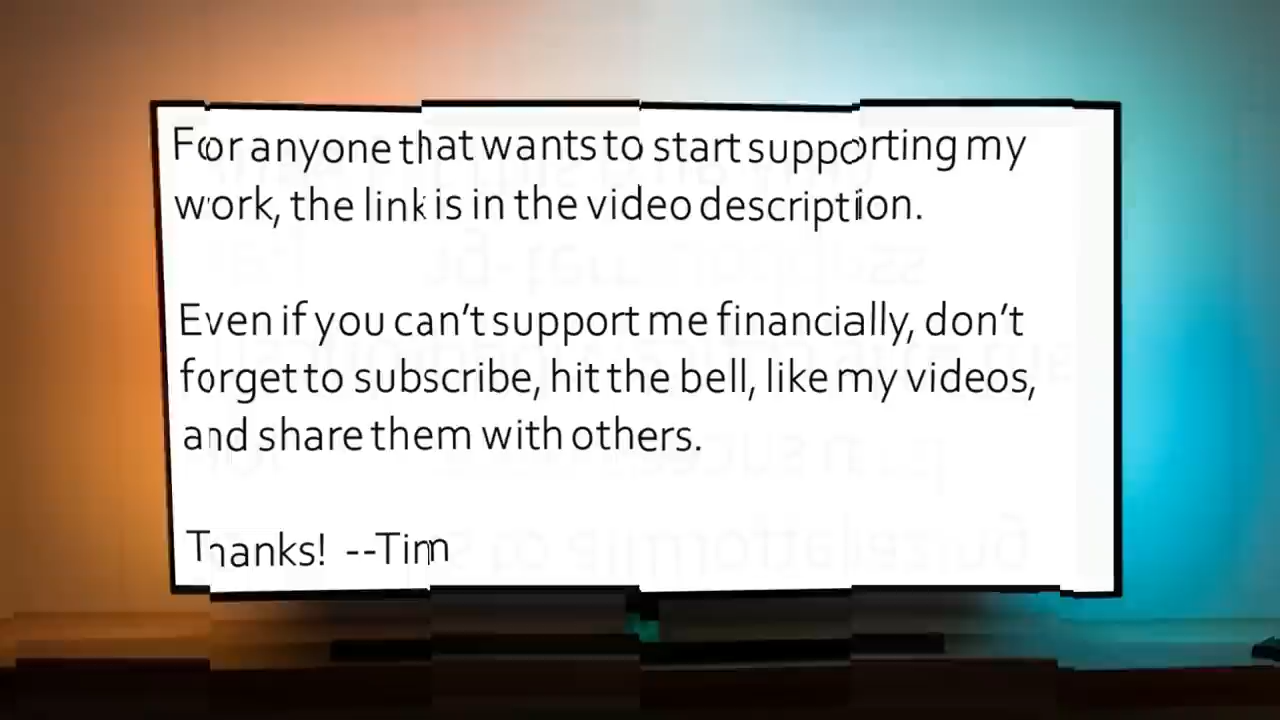 For anyone that wants to start supporting my
work, the link is in the video description.
Even if you can't support me financially, don't
forget to subscribe, hit the bell, like my videos,
and share them with others.
Thanks! --Tim